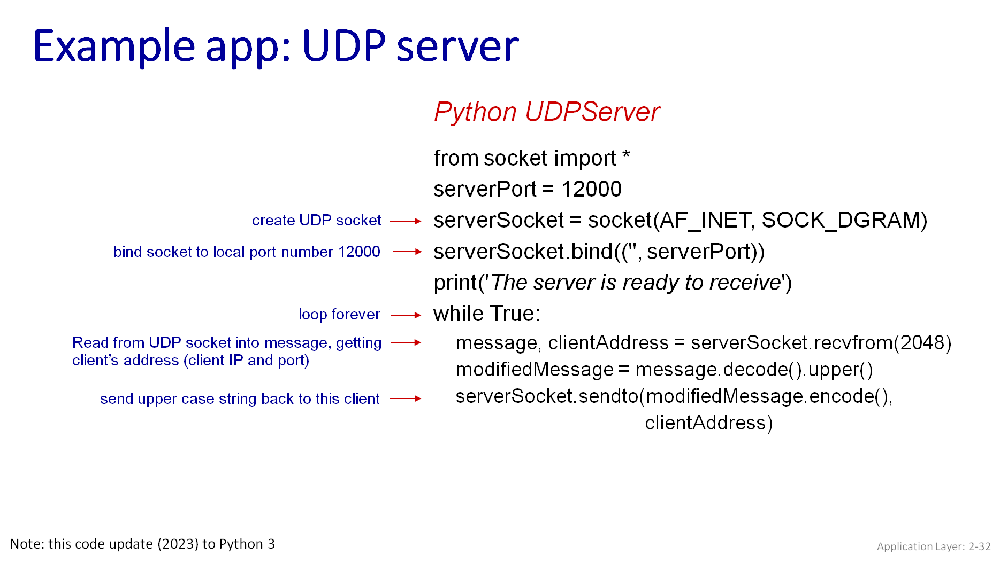 Example app: UDP server
Python UDPServer
from socket import *
serverPort = 12000
create UDP socket
serverSocket = socket(AF_INET, SOCK_DGRAM)
bind socket to local port number 12000
serverSocket.bind(('', serverPort))
print('The server is ready to receive')
loop forever
while True:
Read from UDP socket into message, getting
client’s address (client IP and port)
message, clientAddress = serverSocket.recvfrom(2048)
modifiedMessage = message.decode().upper()
send upper case string back to this client
serverSocket.sendto(modifiedMessage.encode(),
clientAddress)
Note: this code update (2023) to Python 3
Application Layer: 2-32